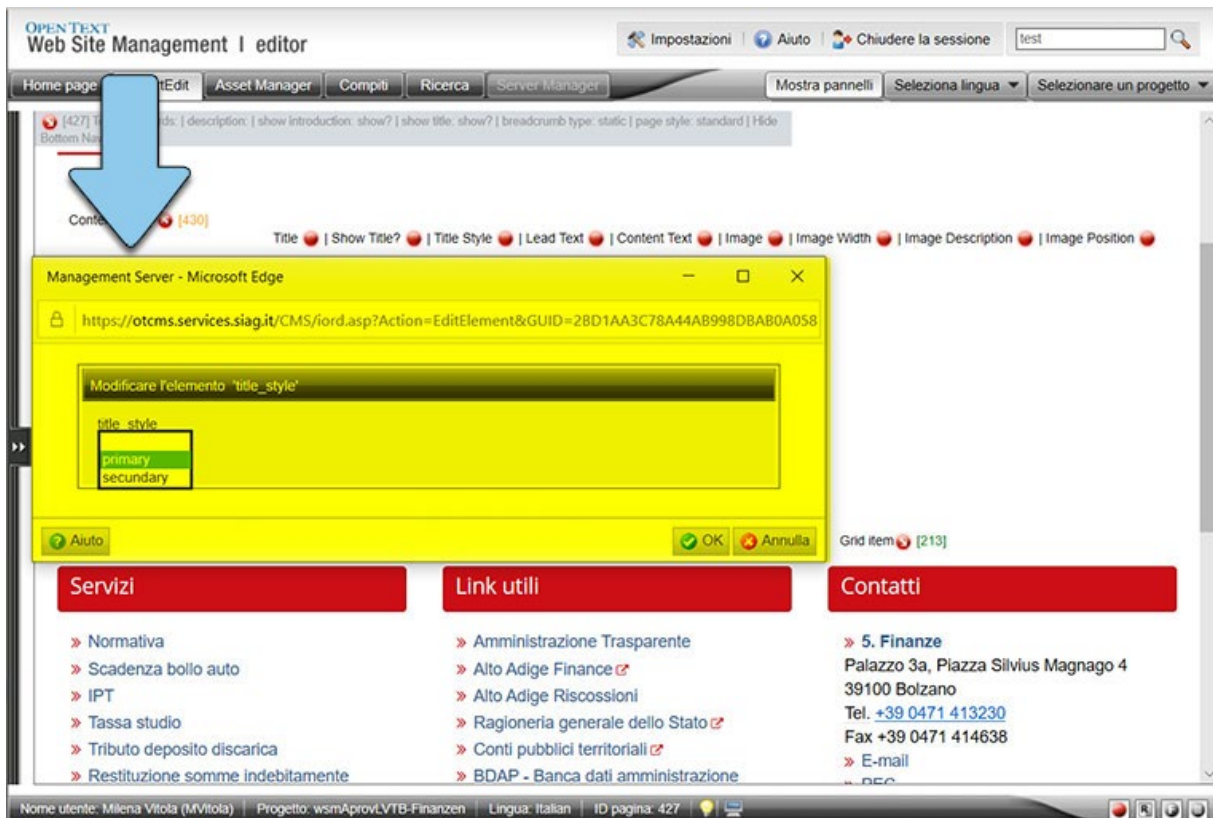 OPEN TEXT
Web Site Management | editor
Impostazioni | Aiuto | Chiudere la sessione
test
Home page
tEdit
Asset Manager
Compiti
Ricerca
Server Manager
Mostra pannelli
Seleziona lingua
Selezionare un progetto
[427] | description: | show introduction: show? | show title: show? | breadcrumb type: static | page style: standard | Hide
Bottom
[430]
Title | Show Title? | Title Style | Lead Text | Content Text | Image | Image Width | Image Description | Image Position
Management Server - Microsoft Edge
https://otcms.services.siag.it/CMS/iord.asp?Action=EditElement&GUID=2BD1AA3C78A44AB998DBAB0A058
Modificare l'elemento 'title_style'
title_style
primary
secundary
Aiuto
OK
Annulla
Grid item [213]
Servizi
» Normativa
» Scadenza bollo auto
» IPT
» Tassa studio
» Tributo deposito discarica
» Restituzione somme indebitamente
Link utili
» Amministrazione Trasparente
» Alto Adige Finance
» Alto Adige Riscossioni
» Ragioneria generale dello Stato
» Conti pubblici territoriali
» BDAP - Banca dati amministrazione
Contatti
» 5. Finanze
Palazzo 3a, Piazza Silvius Magnago 4
39100 Bolzano
Tel. +39 0471 413230
Fax +39 0471 414638
» E-mail
» PEC
Nome utente: Milena Vitola (MVitola)
Progetto: wsmAprovLVTB-Finanzen
Lingua: Italian
ID pagina: 427
R